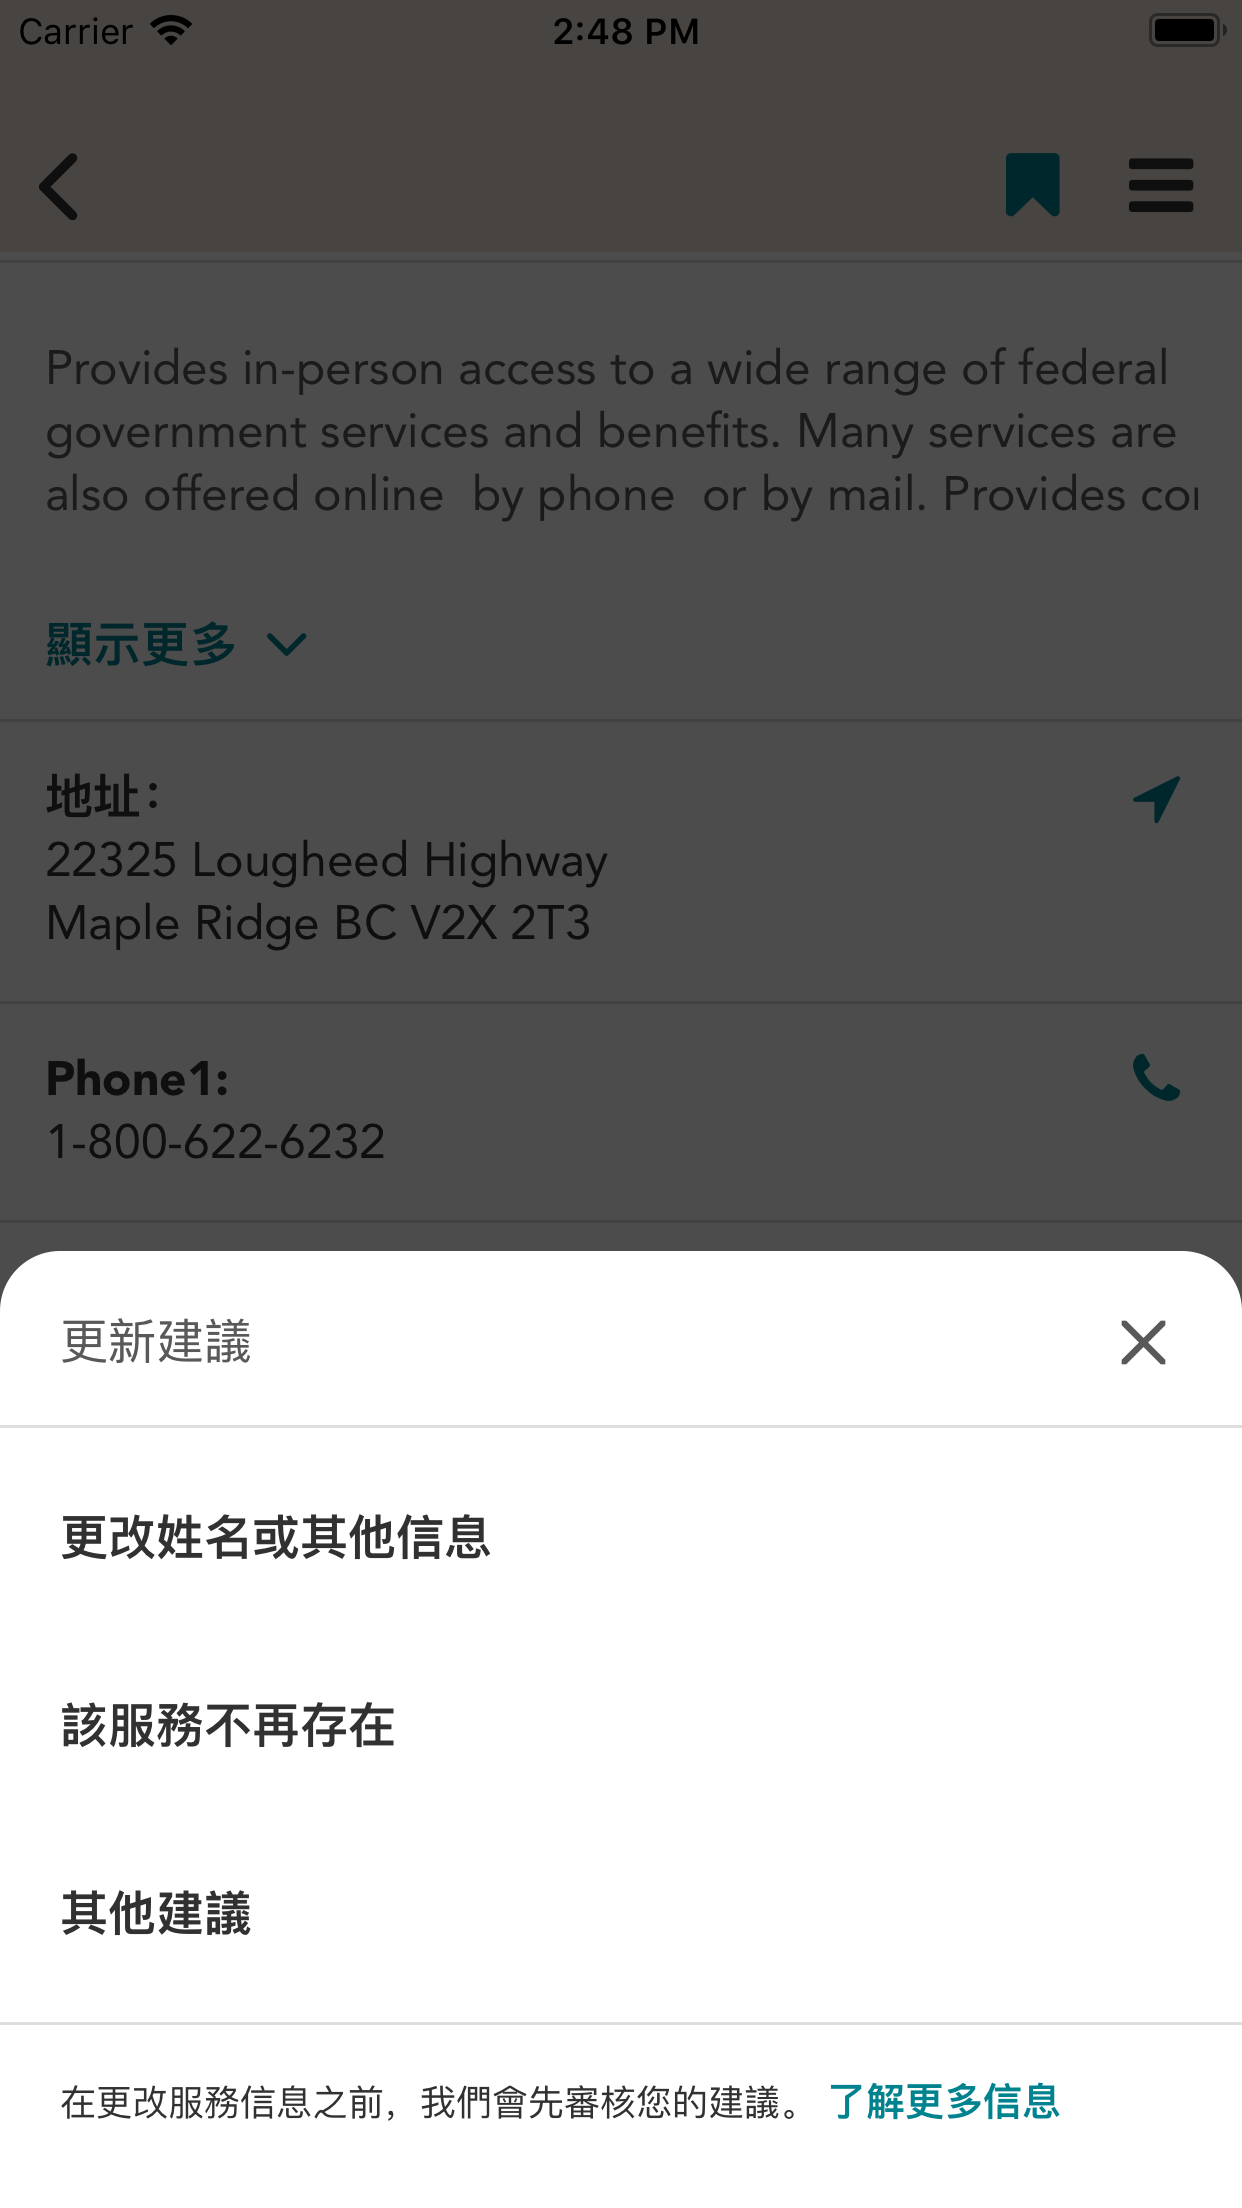 Carrier 2:48 PM
Provides in-person access to a wide range of federal
government services and benefits. Many services are
also offered online  by phone  or by mail. Provides
顯示更多
地址：
22325 Lougheed Highway
Maple Ridge BC V2X 2T3
Phone1:
1-800-622-6232
更新建議
更改姓名或其他信息
該服務不再存在
其他建議
在更改服務信息之前，我們會先審核您的建議。 了解更多信息